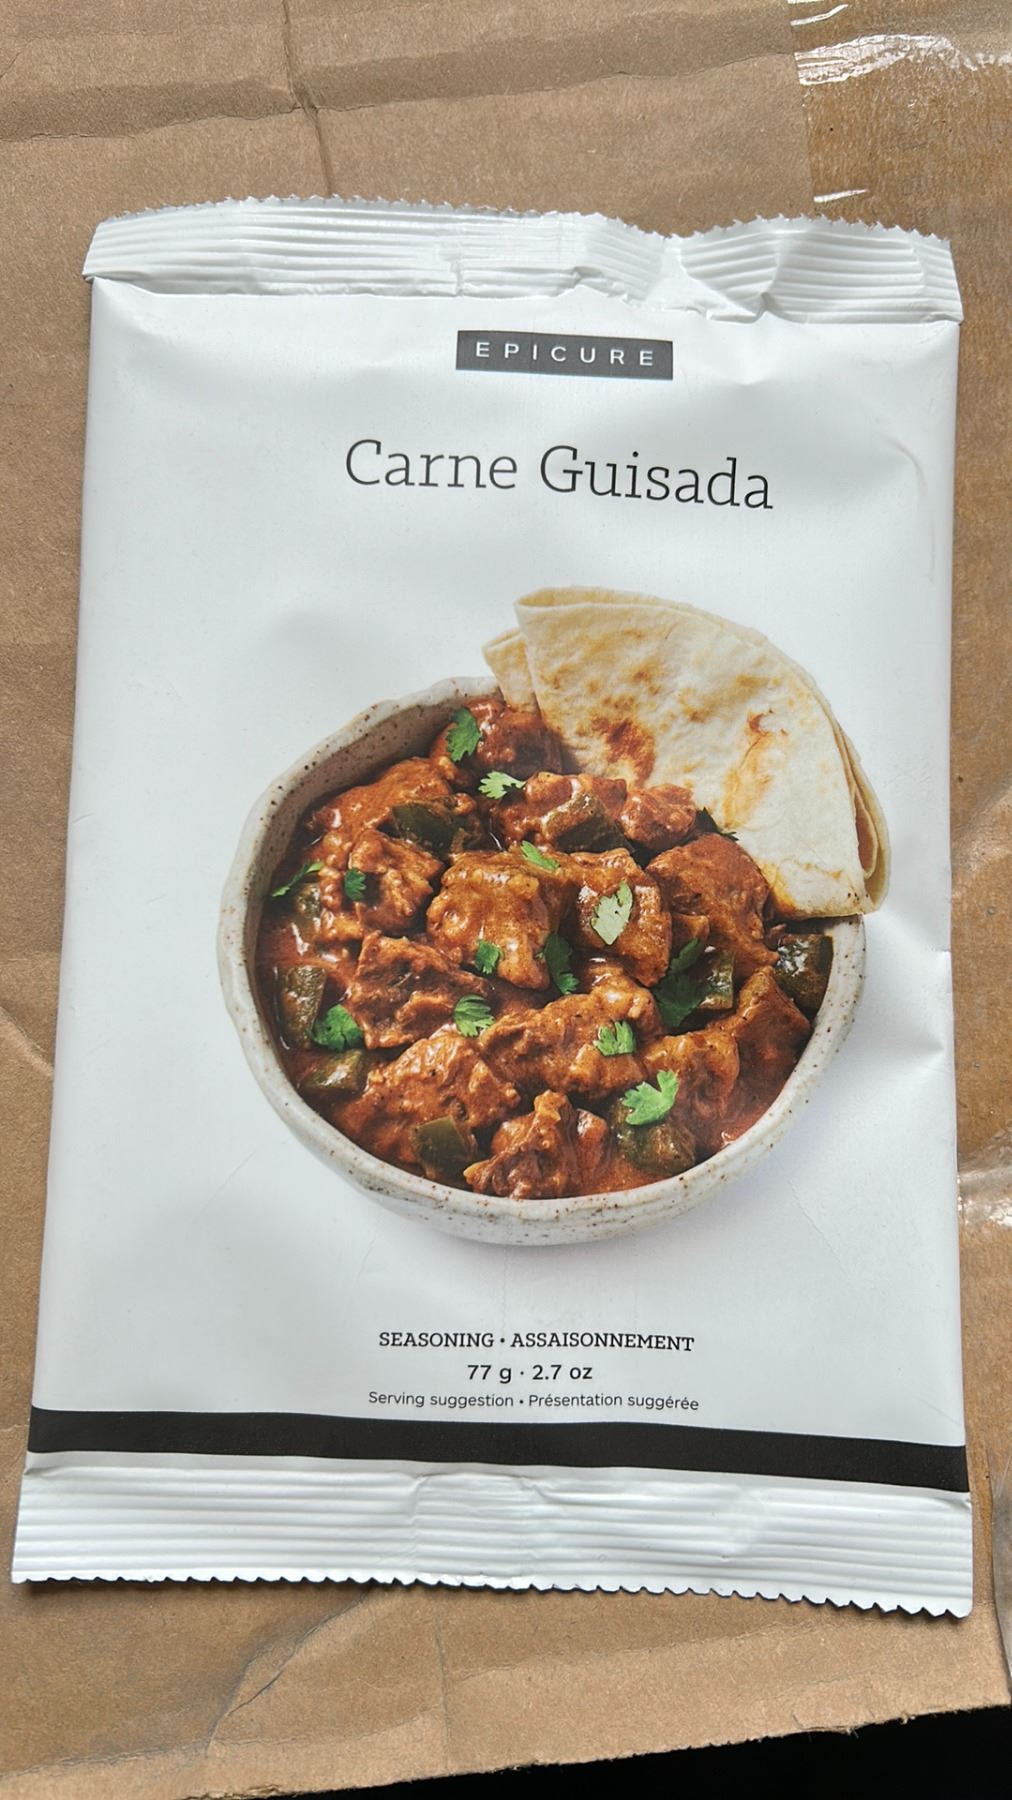 EPICURE
Carne Guisada
SEASONING • ASSAISONNEMENT
77 g · 2.7 oz
Serving suggestion • Présentation suggérée